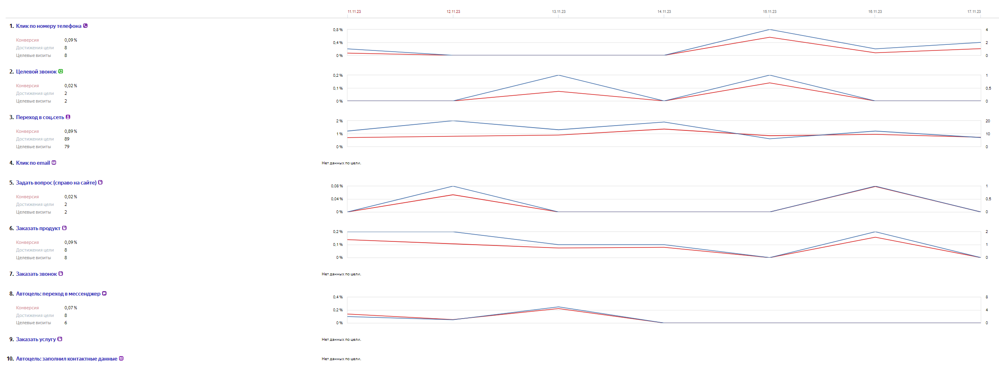 11.11.23 12.11.23 13.11.23 14.11.23 15.11.23 16.11.23 17.11.23
1. Клик по номеру телефона
0,8 % 4
Конверсия 0,09 %
0,4 % 2
Достижения цели 8
Целевые визиты 8
0 % 0
2. Целевой звонок
0,2 % 1
Конверсия 0,02 %
0,1 % 0,5
Достижения цели 2
Целевые визиты 2
0 % 0
3. Переход в соц.сеть
2 % 20
Конверсия 0,89 %
1 % 10
Достижения цели 89
Целевые визиты 79
0 % 0
4. Клик по email
Нет данных по цели.
5. Задать вопрос (справо на сайте)
0,08 % 1
Конверсия 0,02 %
0,04 % 0,5
Достижения цели 2
Целевые визиты 2
0 % 0
6. Заказать продукт
0,2 % 2
Конверсия 0,09 %
0,1 % 1
Достижения цели 8
Целевые визиты 8
0 % 0
7. Заказать звонок
Нет данных по цели.
8. Автоцель: переход в мессенджер
0,4 % 8
Конверсия 0,07 %
0,2 % 4
Достижения цели 8
Целевые визиты 6
0 % 0
9. Заказать услугу
Нет данных по цели.
10. Автоцель: заполнил контактные данные
Нет данных по цели.